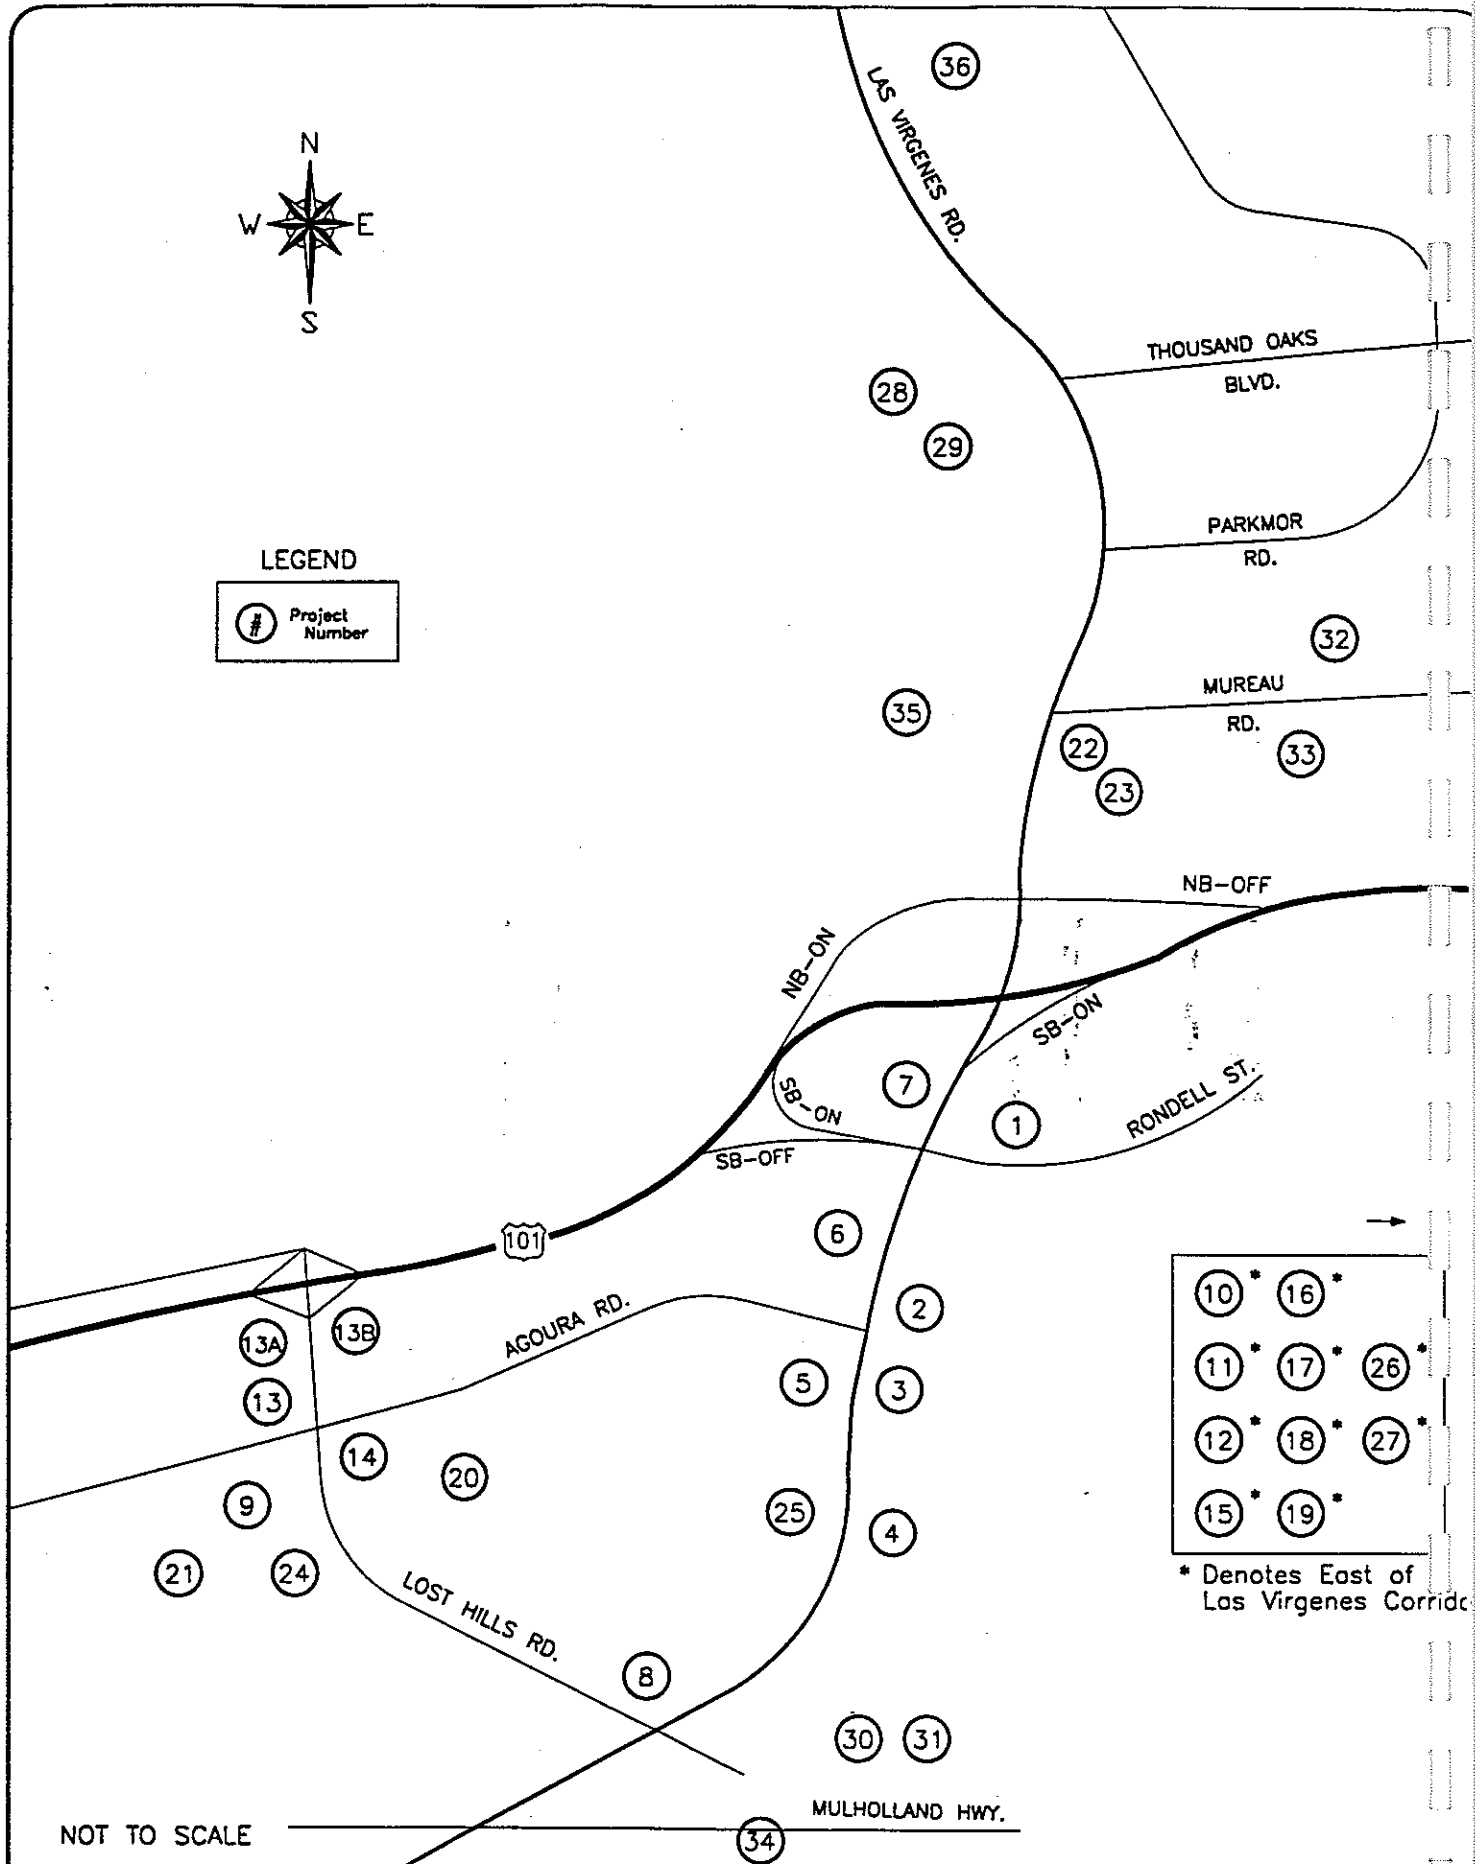 36
LAS VIRGENES RD.
N
W E
S
THOUSAND OAKS
BLVD.
28
29
PARKMOR
RD.
LEGEND
# Project
Number
32
MUREAU
RD.
35
22
33
23
NB-OFF
NB-ON
SB-ON
7
SB-ON
1
RONDELL ST.
SB-OFF
6
101
10 * 16 *
2
AGOURA RD.
13A
13B
11 * 17 * 26 *
5
3
13
12 * 18 * 27 *
14
20
9
25
4
15 * 19 *
21
24
* Denotes East of
Las Virgenes Corrido
LOST HILLS RD.
8
30
31
MULHOLLAND HWY.
NOT TO SCALE
34